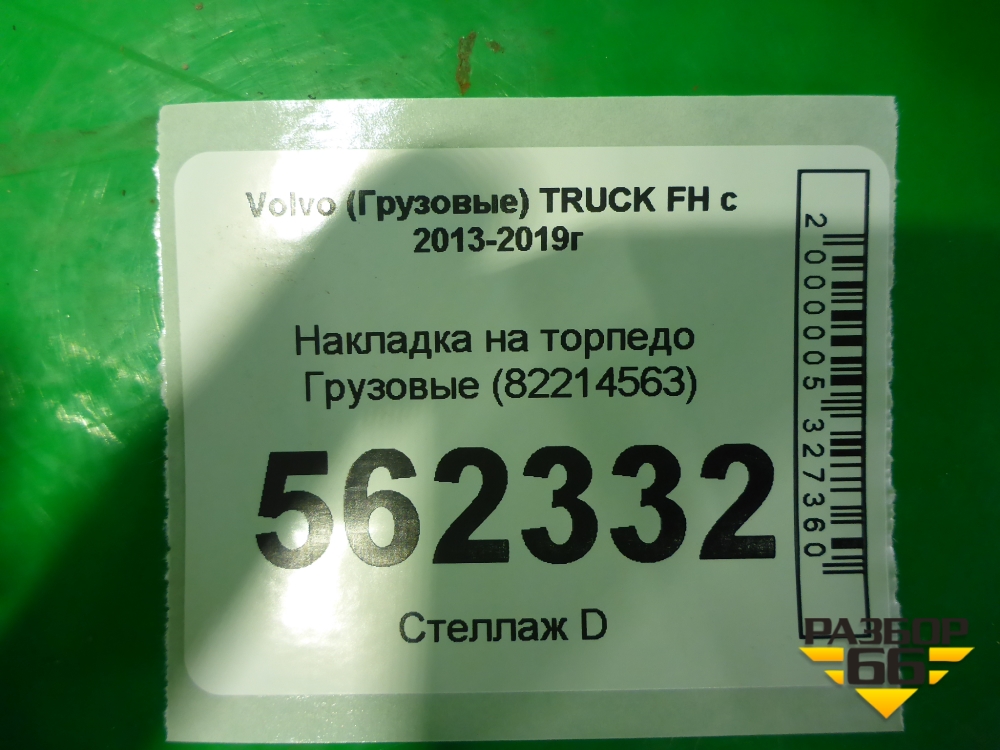 Volvo (Грузовые) TRUCK FH с
2013-2019г
Накладка на торпедо
Грузовые (82214563)
562332
Стеллаж D
2000005327360
РАЗБОР
66